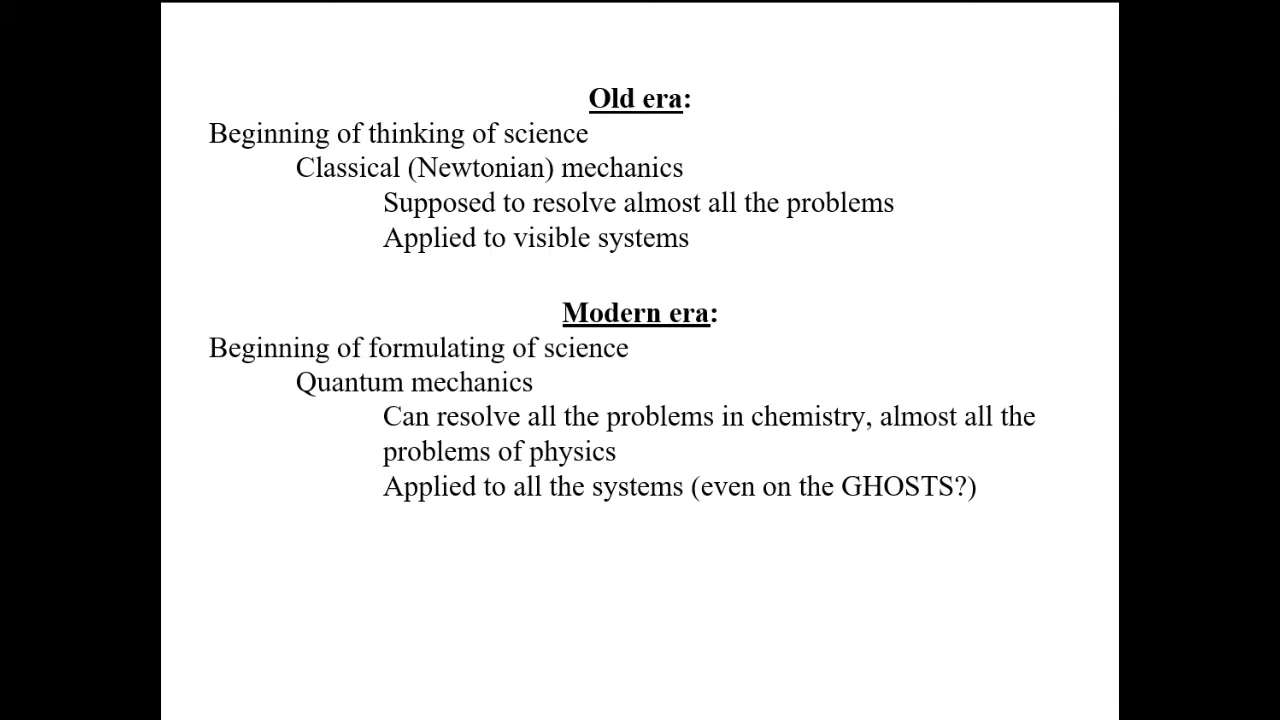 Old era:
Beginning of thinking of science
Classical (Newtonian) mechanics
Supposed to resolve almost all the problems
Applied to visible systems
Modern era:
Beginning of formulating of science
Quantum mechanics
Can resolve all the problems in chemistry, almost all the
problems of physics
Applied to all the systems (even on the GHOSTS?)